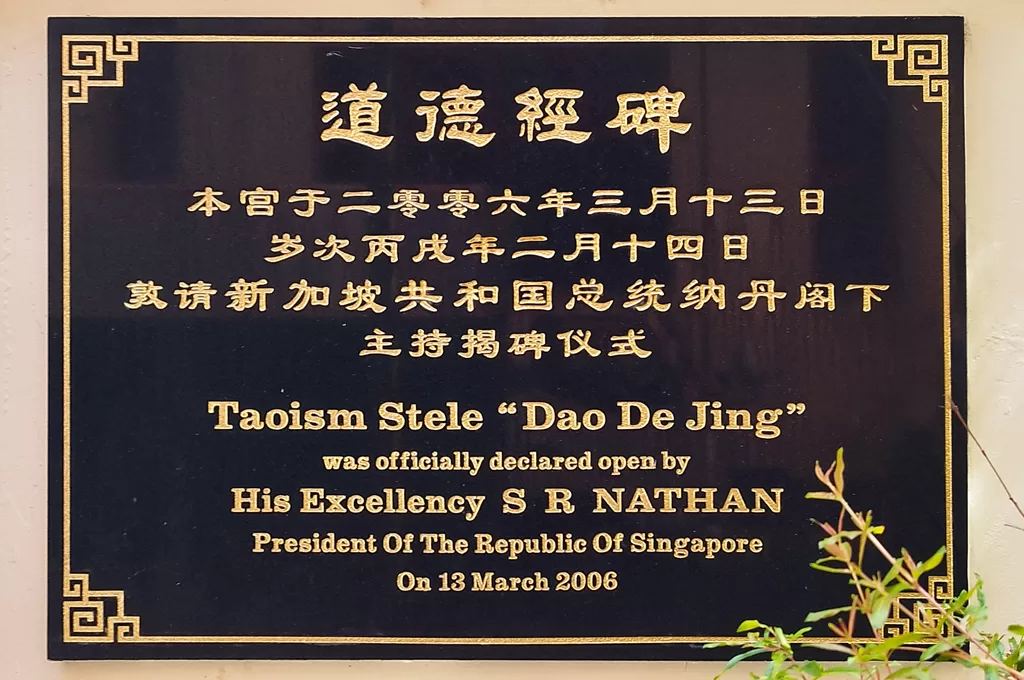 道德經碑
本宫于二零零六年三月十三日
岁次丙戌年二月十四日
敦请新加坡共和国总统纳丹阁下
主持揭碑仪式
Taoism Stele “Dao De Jing”
was officially declared open by
His Excellency S R NATHAN
President Of The Republic Of Singapore
On 13 March 2006